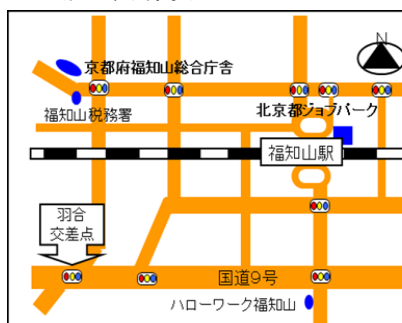 N
京都府福知山総合庁舎
福知山税務署
北京都ジョブパーク
福知山駅
羽合
交差点
国道9号
ハローワーク福知山